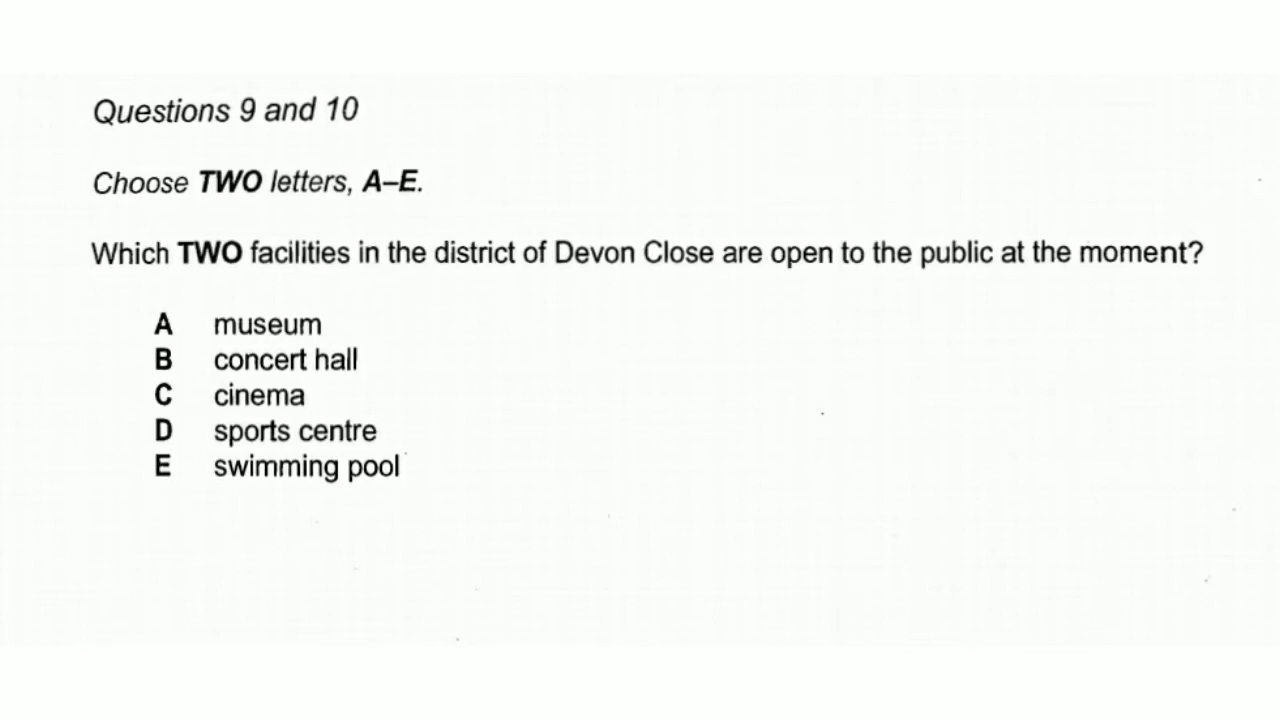 Questions 9 and 10
Choose TWO letters, A–E.
Which TWO facilities in the district of Devon Close are open to the public at the moment?
A museum
B concert hall
C cinema
D sports centre
E swimming pool